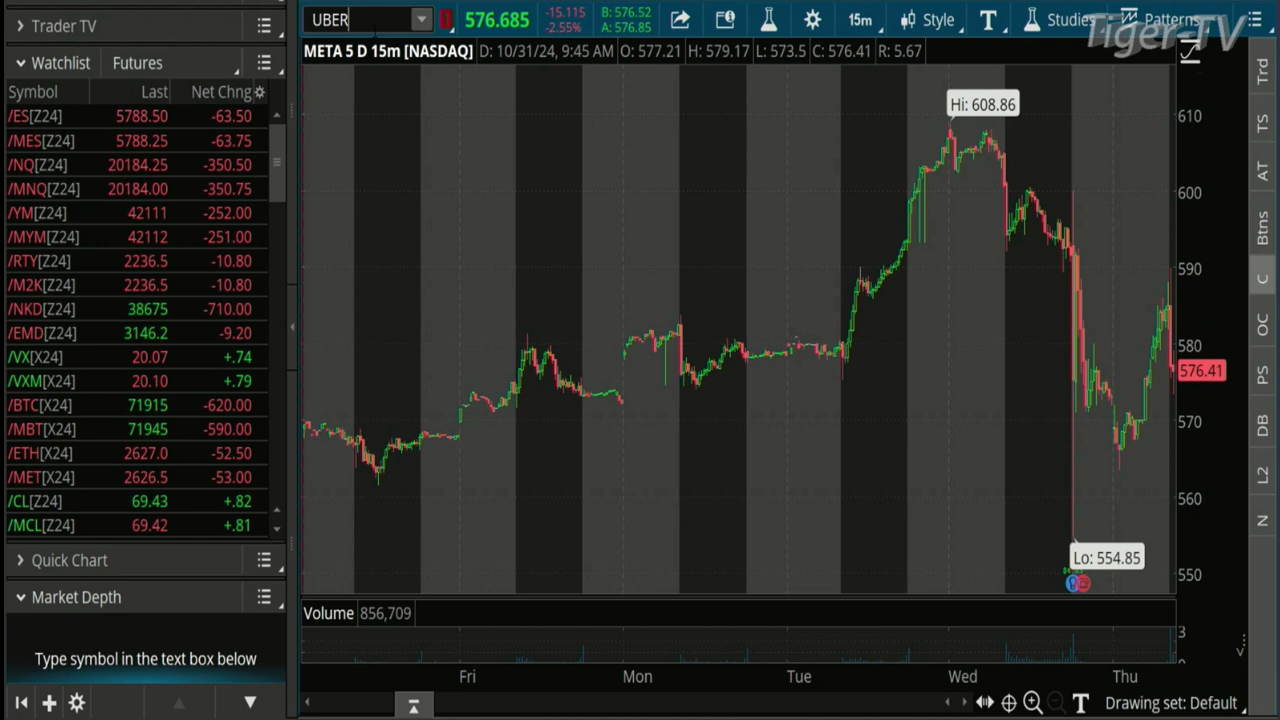 Trader TV
Watchlist Futures
Symbol Last Net Chng
/ES[Z24] 5788.50 -63.50
/MES[Z24] 5788.25 -63.75
/NQ[Z24] 20184.25 -350.50
/MNQ[Z24] 20184.00 -350.75
/YM[Z24] 42111 -252.00
/MYM[Z24] 42112 -251.00
/RTY[Z24] 2236.5 -10.80
/M2K[Z24] 2236.5 -10.80
/NKD[Z24] 38675 -710.00
/EMD[Z24] 3146.2 -9.20
/VX[X24] 20.07 +.74
/VXM[X24] 20.10 +.79
/BTC[X24] 71915 -620.00
/MBT[X24] 71945 -590.00
/ETH[X24] 2627.0 -52.50
/MET[X24] 2626.5 -53.00
/CL[Z24] 69.43 +.82
/MCL[Z24] 69.42 +.81
Quick Chart
Market Depth
Type symbol in the text box below
UBER 576.685 -15.115 -2.55% B: 576.52 A: 576.85 15m Style T Studies Patterns
Tiger-TV
META 5 D 15m [NASDAQ] D: 10/31/24, 9:45 AM O: 577.21 H: 579.17 L: 573.5 C: 576.41 R: 5.67
Hi: 608.86
610
600
590
580
576.41
570
560
Lo: 554.85
550
Volume 856,709
3
0
Fri Mon Tue Wed Thu
T Drawing set: Default
Trd
TS
AT
Btns
C
OC
PS
DB
L2
N